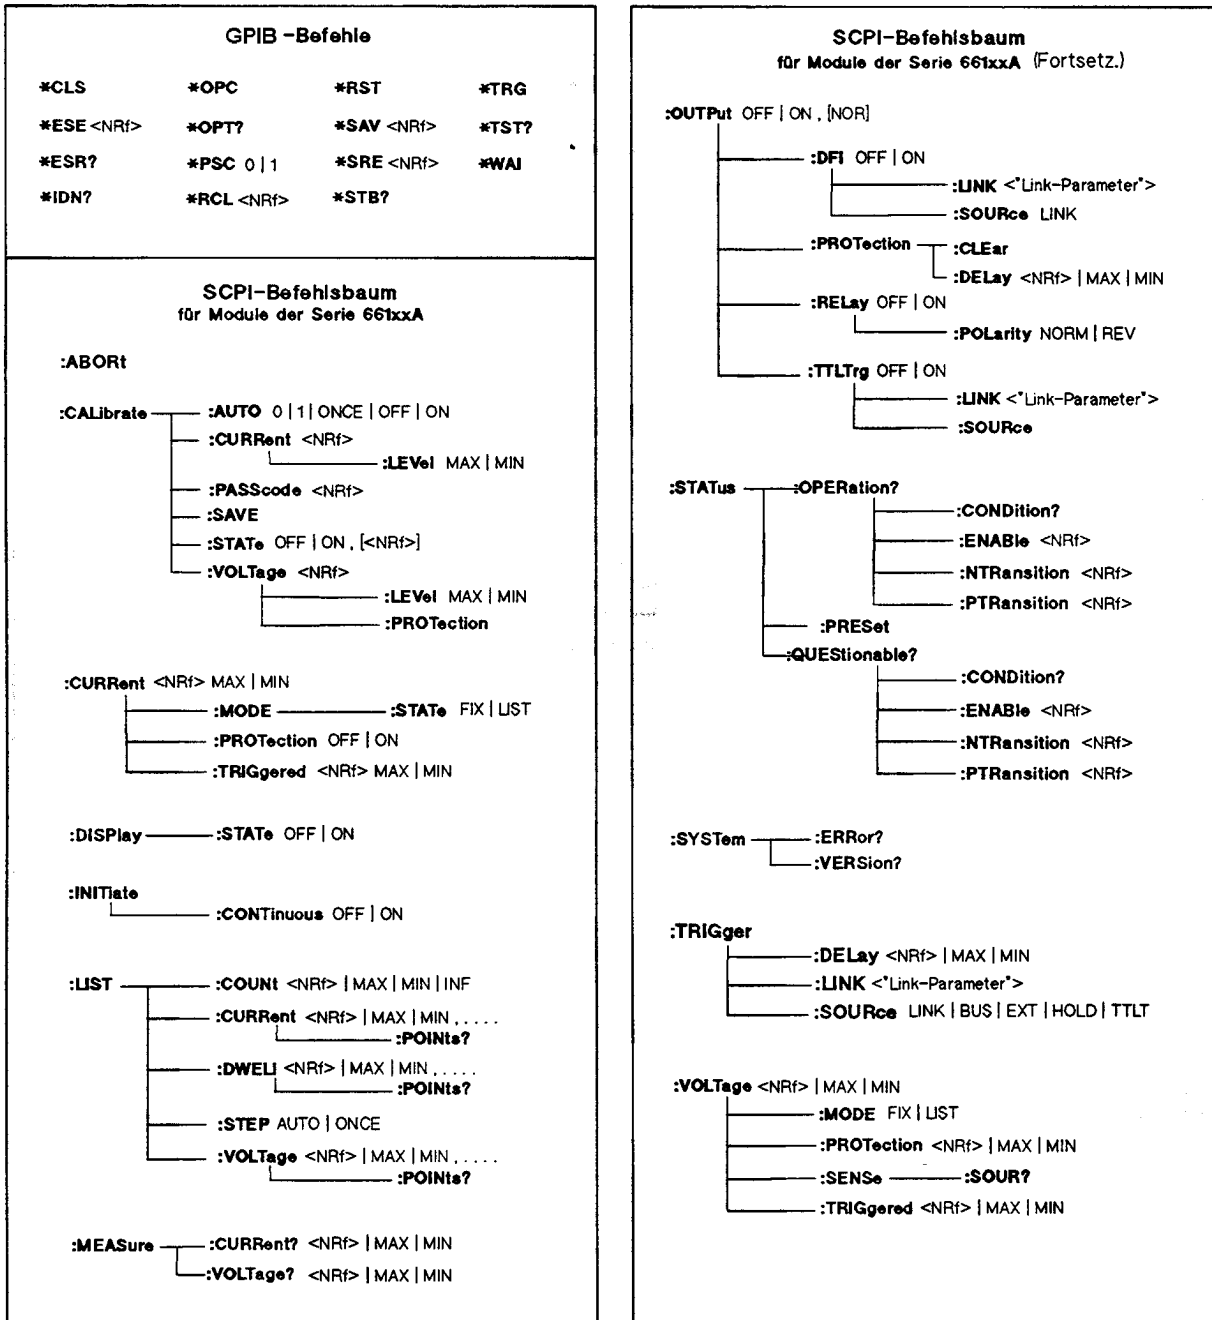 GPIB -Befehle
*CLS *OPC *RST *TRG
*ESE <NRf> *OPT? *SAV <NRf> *TST?
*ESR? *PSC 0 | 1 *SRE <NRf> *WAI
*IDN? *RCL <NRf> *STB?
SCPI-Befehlsbaum
für Module der Serie 661xxA
:ABORt
:CALibrate :AUTO 0 | 1 | ONCE | OFF | ON
:CURRent <NRf>
:LEVel MAX | MIN
:PASScode <NRf>
:SAVE
:STATe OFF | ON , [<NRf>]
:VOLTage <NRf>
:LEVel MAX | MIN
:PROTection
:CURRent <NRf> MAX | MIN
:MODE :STATe FIX | LIST
:PROTection OFF | ON
:TRIGgered <NRf> MAX | MIN
:DISPlay :STATe OFF | ON
:INITiate
:CONTinuous OFF | ON
:LIST :COUNt <NRf> | MAX | MIN | INF
:CURRent <NRf> | MAX | MIN , . . . .
:POINts?
:DWELl <NRf> | MAX | MIN , . . . .
:POINts?
:STEP AUTO | ONCE
:VOLTage <NRf> | MAX | MIN , . . . .
:POINts?
:MEASure :CURRent? <NRf> | MAX | MIN
:VOLTage? <NRf> | MAX | MIN
SCPI-Befehlsbaum
für Module der Serie 661xxA (Fortsetz.)
:OUTPut OFF | ON , [NOR]
:DFI OFF | ON
:LINK <"Link-Parameter">
:SOURce LINK
:PROTection :CLEar
:DELay <NRf> | MAX | MIN
:RELay OFF | ON
:POLarity NORM | REV
:TTLTrg OFF | ON
:LINK <"Link-Parameter">
:SOURce
:STATus :OPERation?
:CONDition?
:ENABle <NRf>
:NTRansition <NRf>
:PTRansition <NRf>
:PRESet
:QUEStionable?
:CONDition?
:ENABle <NRf>
:NTRansition <NRf>
:PTRansition <NRf>
:SYSTem :ERRor?
:VERSion?
:TRIGger
:DELay <NRf> | MAX | MIN
:LINK <"Link-Parameter">
:SOURce LINK | BUS | EXT | HOLD | TTLT
:VOLTage <NRf> | MAX | MIN
:MODE FIX | LIST
:PROTection <NRf> | MAX | MIN
:SENSe :SOUR?
:TRIGgered <NRf> | MAX | MIN